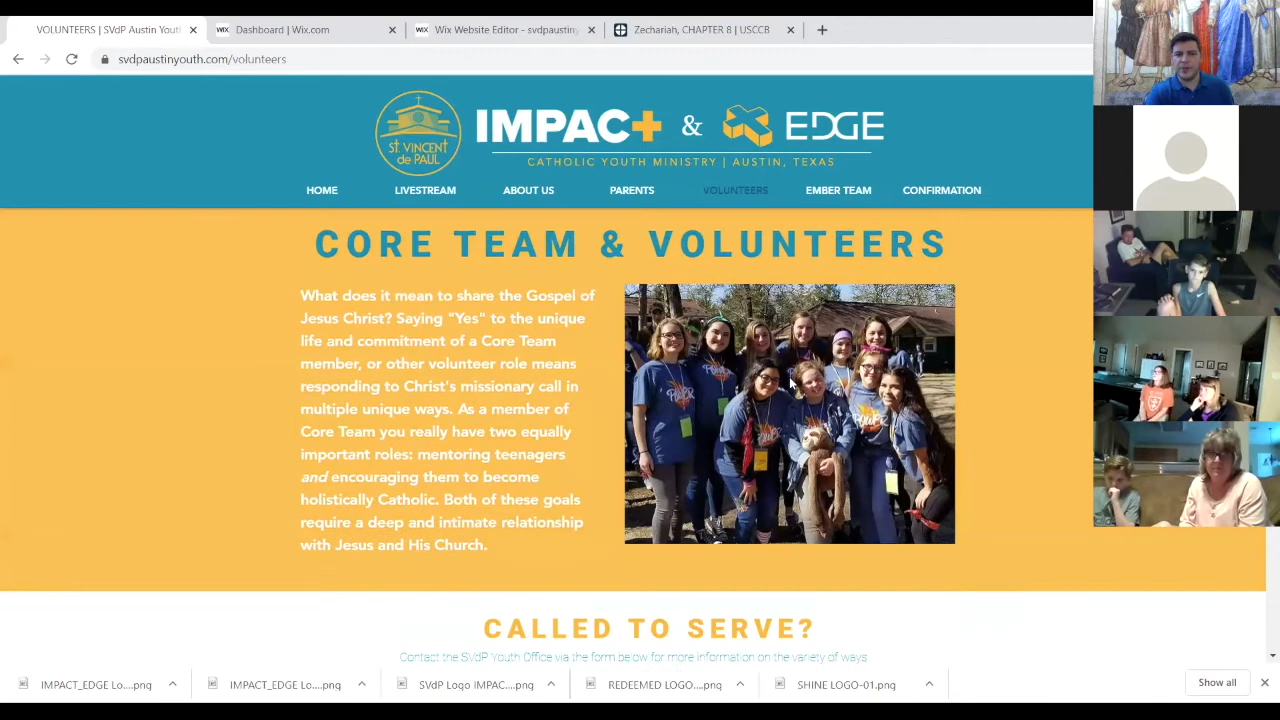 VOLUNTEERS | SVdP Austin Yout
Dashboard | Wix.com
Wix Website Editor - svdpaustiny
Zechariah, CHAPTER 8 | USCCB
svdpaustinyouth.com/volunteers
ST. VINCENT
de PAUL
IMPAC+ & EDGE
CATHOLIC YOUTH MINISTRY | AUSTIN, TEXAS
HOME LIVESTREAM ABOUT US PARENTS VOLUNTEERS EMBER TEAM CONFIRMATION
CORE TEAM & VOLUNTEERS
What does it mean to share the Gospel of
Jesus Christ? Saying "Yes" to the unique
life and commitment of a Core Team
member, or other volunteer role means
responding to Christ's missionary call in
multiple unique ways. As a member of
Core Team you really have two equally
important roles: mentoring teenagers
and encouraging them to become
holistically Catholic. Both of these goals
require a deep and intimate relationship
with Jesus and His Church.
CALLED TO SERVE?
Contact the SVdP Youth Office via the form below for more information on the variety of ways
IMPACT_EDGE Lo....png
IMPACT_EDGE Lo....png
SVdP Logo IMPAC....png
REDEEMED LOGO....png
SHINE LOGO-01.png
Show all